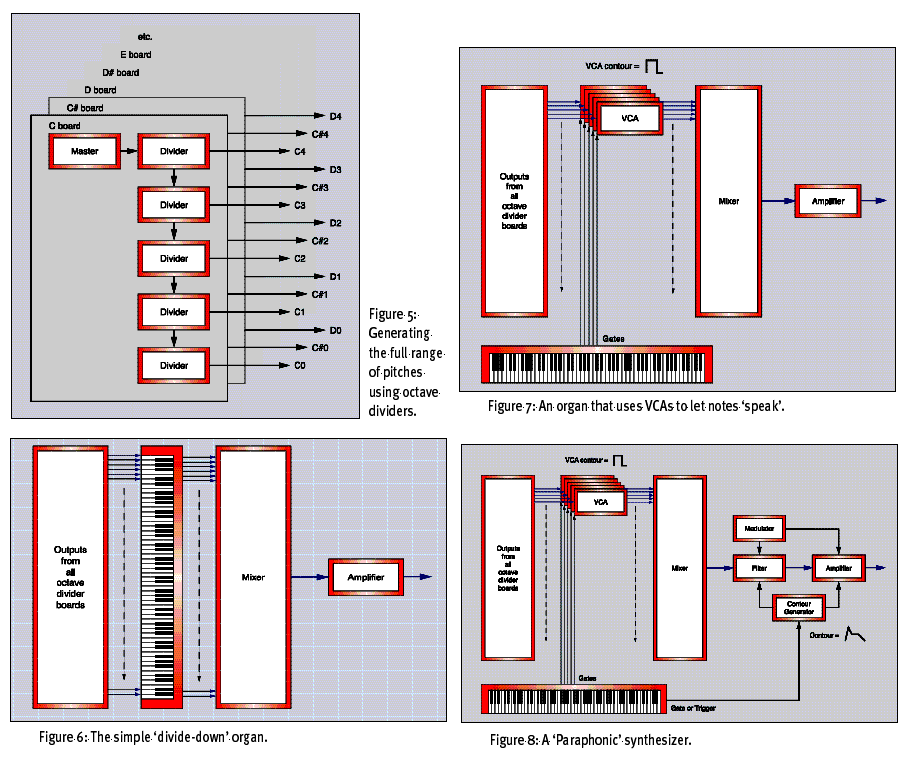 etc.
E board
D# board
D board
C# board
C board
Master
Divider
Divider
Divider
Divider
Divider
D4
C#4
C4
D3
C#3
C3
D2
C#2
C2
D1
C#1
C1
D0
C#0
C0
Figure 5:
Generating
the full range
of pitches
using octave
dividers.
VCA contour =
VCA
Outputs
from
all
octave
divider
boards
Mixer
Amplifier
Gates
Figure 7: An organ that uses VCAs to let notes ‘speak’.
Outputs
from
all
octave
divider
boards
Mixer
Amplifier
Figure 6: The simple ‘divide-down’ organ.
VCA contour =
VCA
Outputs
from
all
octave
divider
boards
Mixer
Modulator
Filter
Amplifier
Contour
Generator
Contour =
Gates
Gate or Trigger
Figure 8: A ‘Paraphonic’ synthesizer.